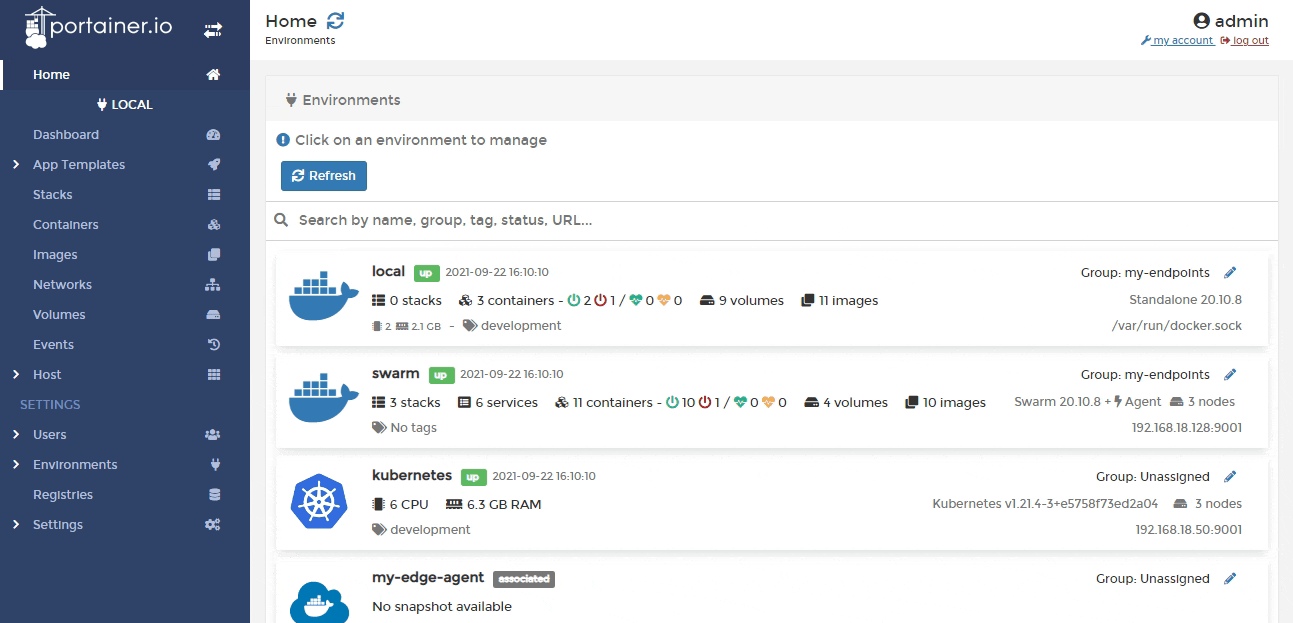 portainer.io
Home
LOCAL
Dashboard
App Templates
Stacks
Containers
Images
Networks
Volumes
Events
Host
SETTINGS
Users
Environments
Registries
Settings
Home
Environments
admin
my account log out
Environments
Click on an environment to manage
Refresh
Search by name, group, tag, status, URL...
local up 2021-09-22 16:10:10 Group: my-endpoints
0 stacks 3 containers - 2 1 / 0 0 9 volumes 11 images Standalone 20.10.8
2 2.1 GB - development /var/run/docker.sock
swarm up 2021-09-22 16:10:10 Group: my-endpoints
3 stacks 6 services 11 containers - 10 1 / 0 0 4 volumes 10 images Swarm 20.10.8 + Agent 3 nodes
No tags 192.168.18.128:9001
kubernetes up 2021-09-22 16:10:10 Group: Unassigned
6 CPU 6.3 GB RAM Kubernetes v1.21.4-3+e5758f73ed2a04 3 nodes
development 192.168.18.50:9001
my-edge-agent associated Group: Unassigned
No snapshot available